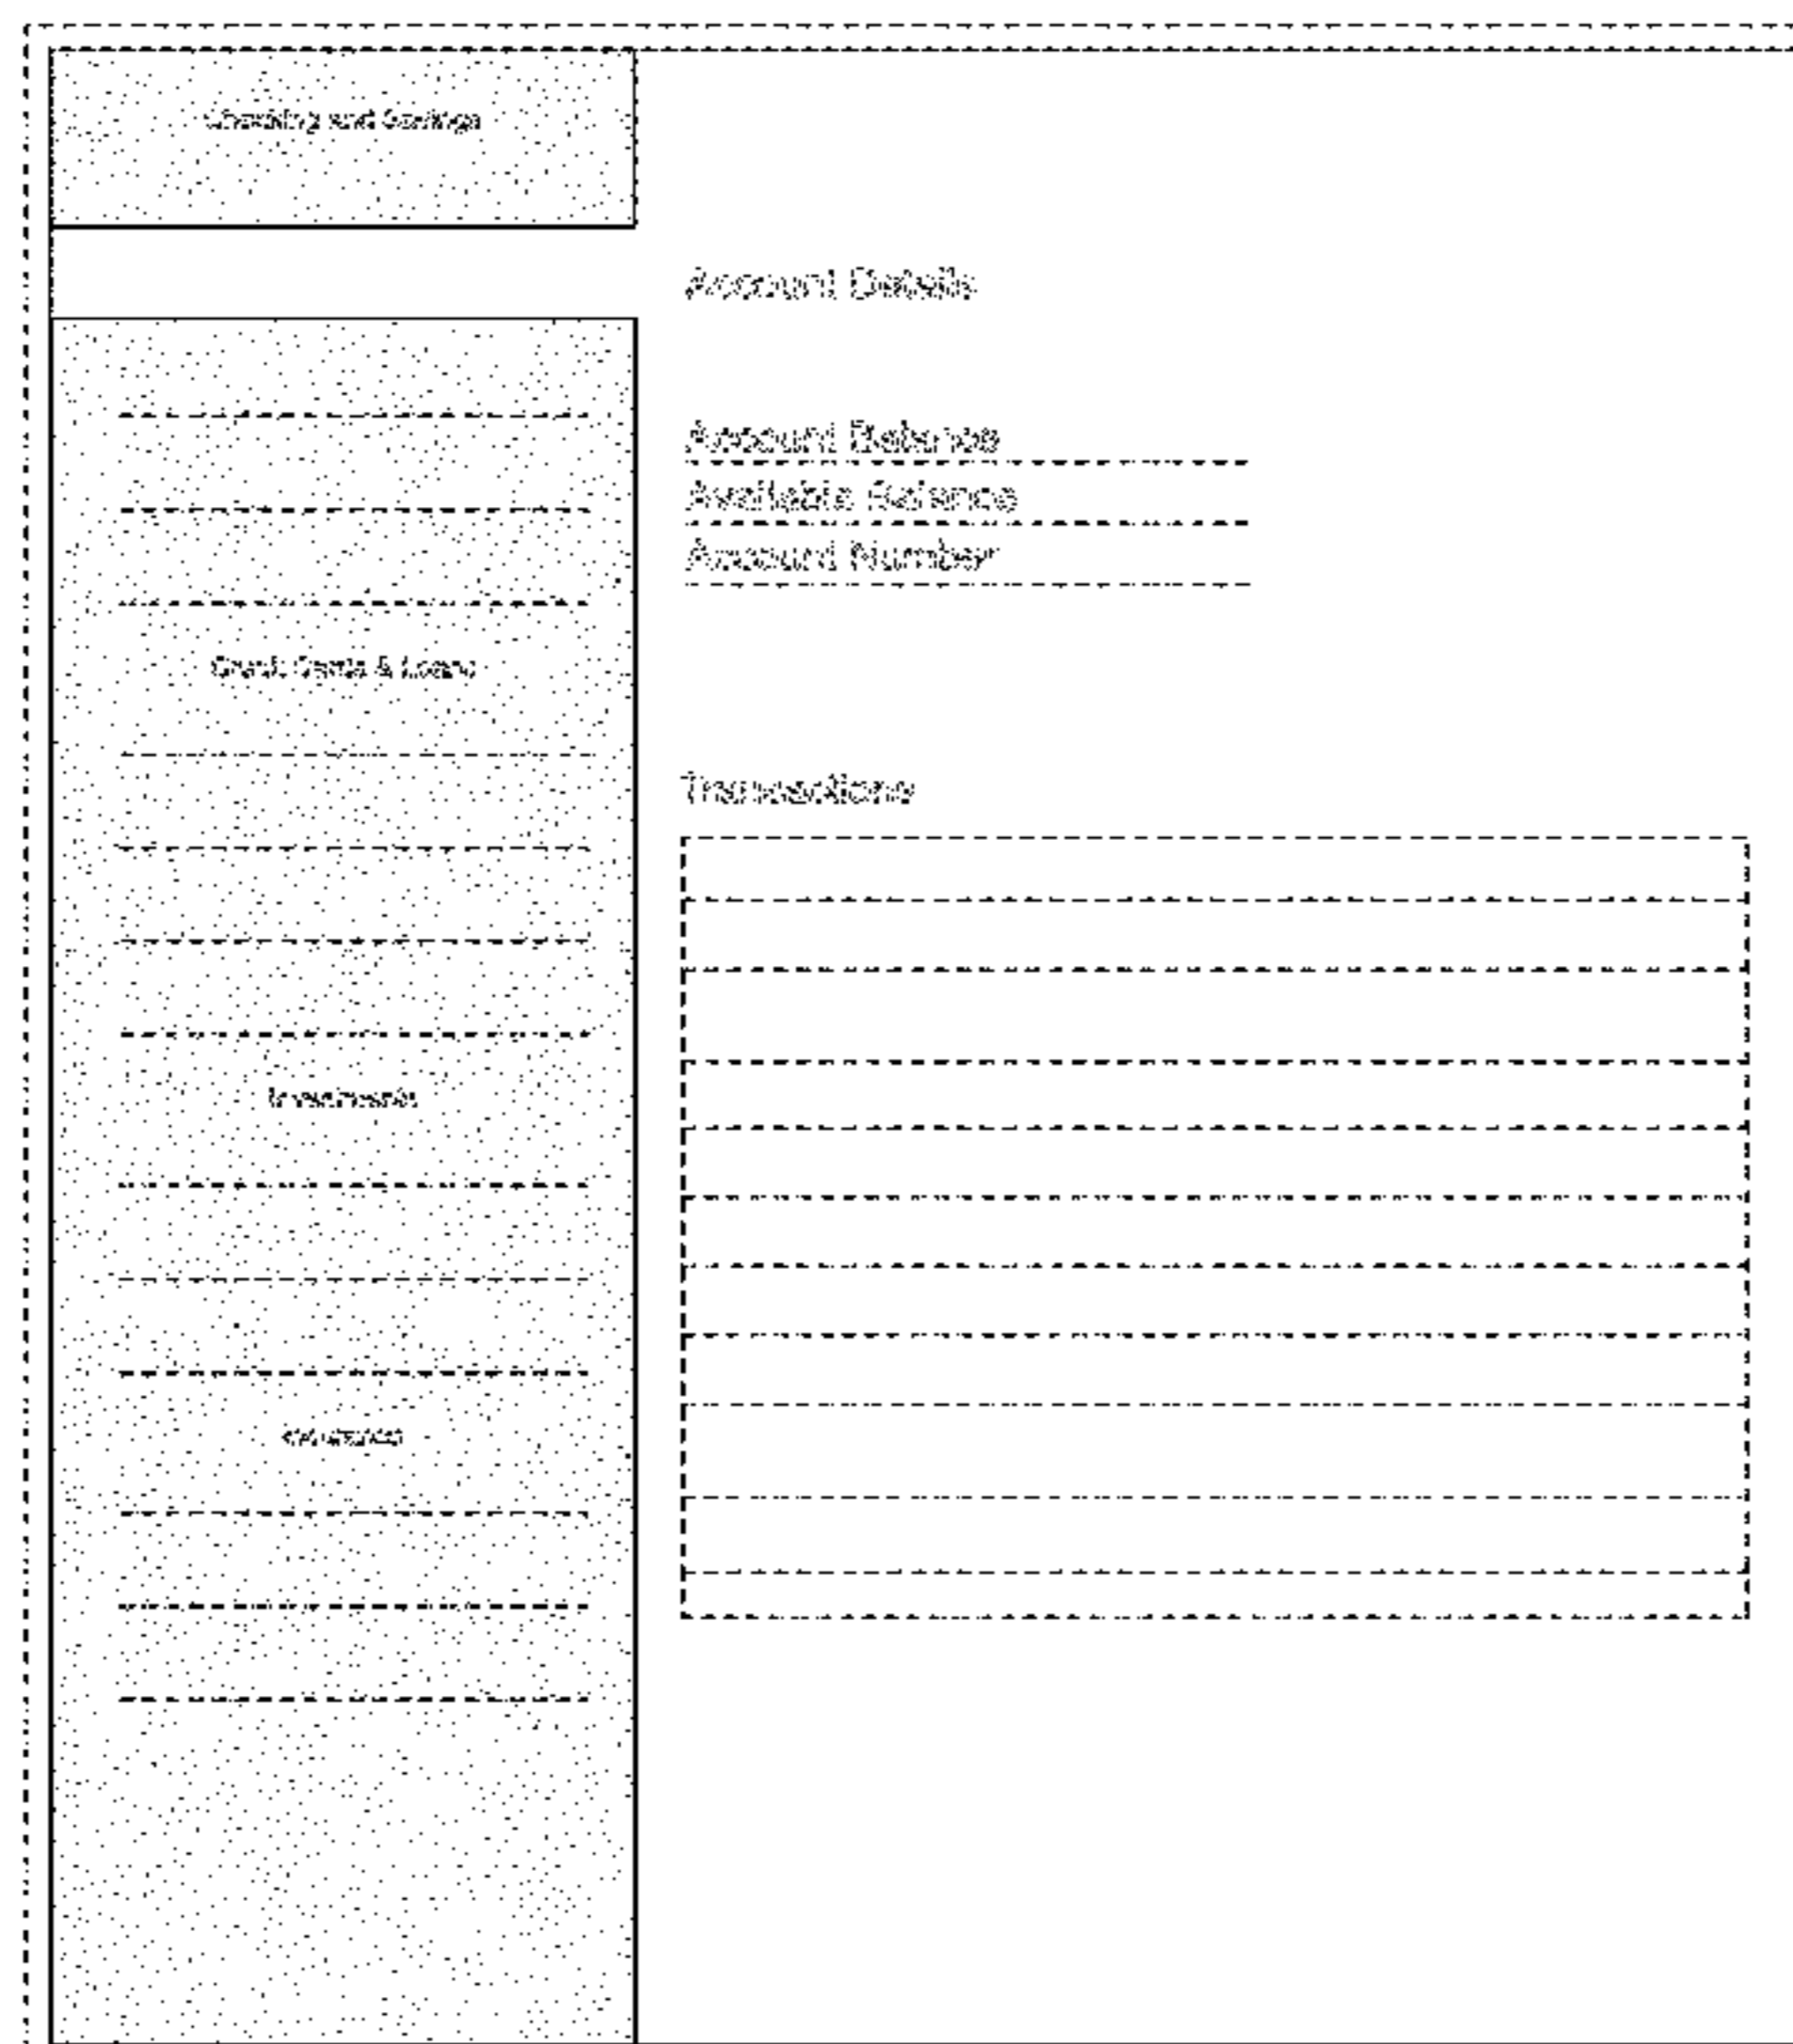 Checking and Savings
Account Details
Account Balance
Available Balance
Account Number
Credit Cards & Loans
Transactions
Investments